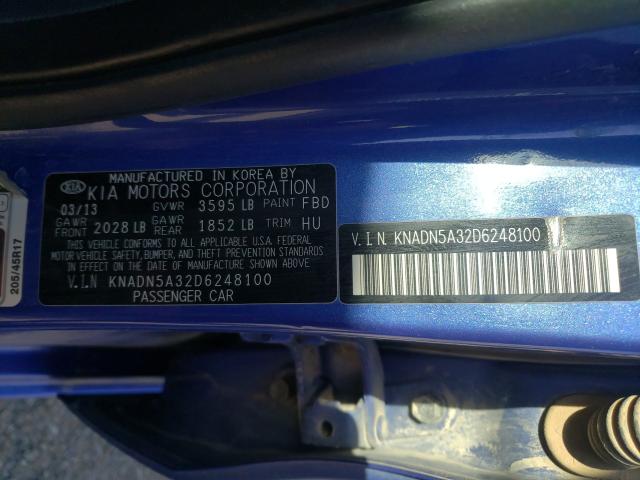 MANUFACTURED IN KOREA BY
KIA KIA MOTORS CORPORATION
03/13 GVWR 3595 LB PAINT FBD
GAWR FRONT 2028 LB GAWR REAR 1852 LB TRIM HU
THIS VEHICLE CONFORMS TO ALL APPLICABLE U.S.A. FEDERAL
MOTOR VEHICLE SAFETY, BUMPER, AND THEFT PREVENTION STANDARDS
IN EFFECT ON THE DATE OF MANUFACTURE SHOWN ABOVE.
V.I.N KNADN5A32D6248100
PASSENGER CAR
V.I.N. KNADN5A32D6248100
205/45R17